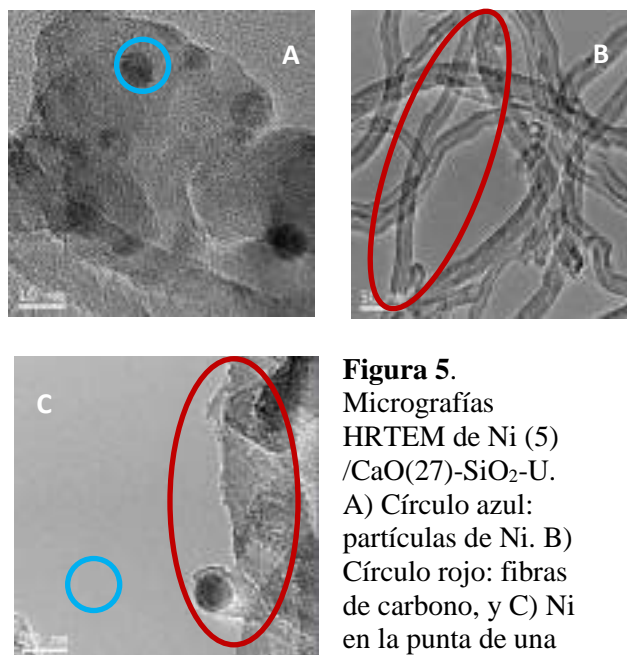 A
B
C
Figura 5.
Micrografías
HRTEM de Ni (5)
/CaO(27)-SiO₂-U.
A) Círculo azul:
partículas de Ni. B)
Círculo rojo: fibras
de carbono, y C) Ni
en la punta de una